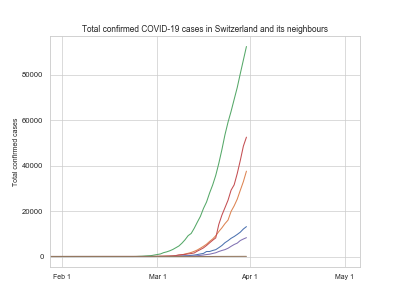 Total confirmed COVID-19 cases in Switzerland and its neighbours
Total confirmed cases
80000
60000
40000
20000
0
Feb 1
Mar 1
Apr 1
May 1